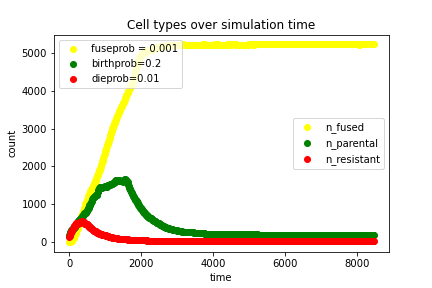 Cell types over simulation time
fuseprob = 0.001
birthprob=0.2
dieprob=0.01
n_fused
n_parental
n_resistant
count
5000
4000
3000
2000
1000
0
0
2000
4000
6000
8000
time